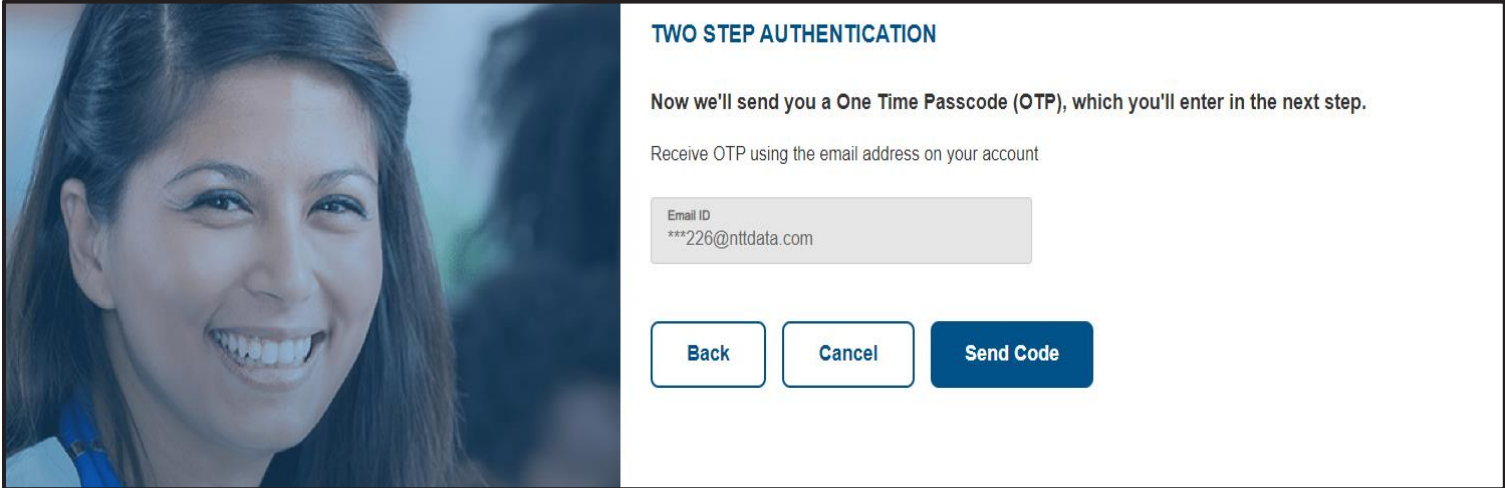 TWO STEP AUTHENTICATION
Now we'll send you a One Time Passcode (OTP), which you'll enter in the next step.
Receive OTP using the email address on your account
Email ID
***226@nttdata.com
Back
Cancel
Send Code